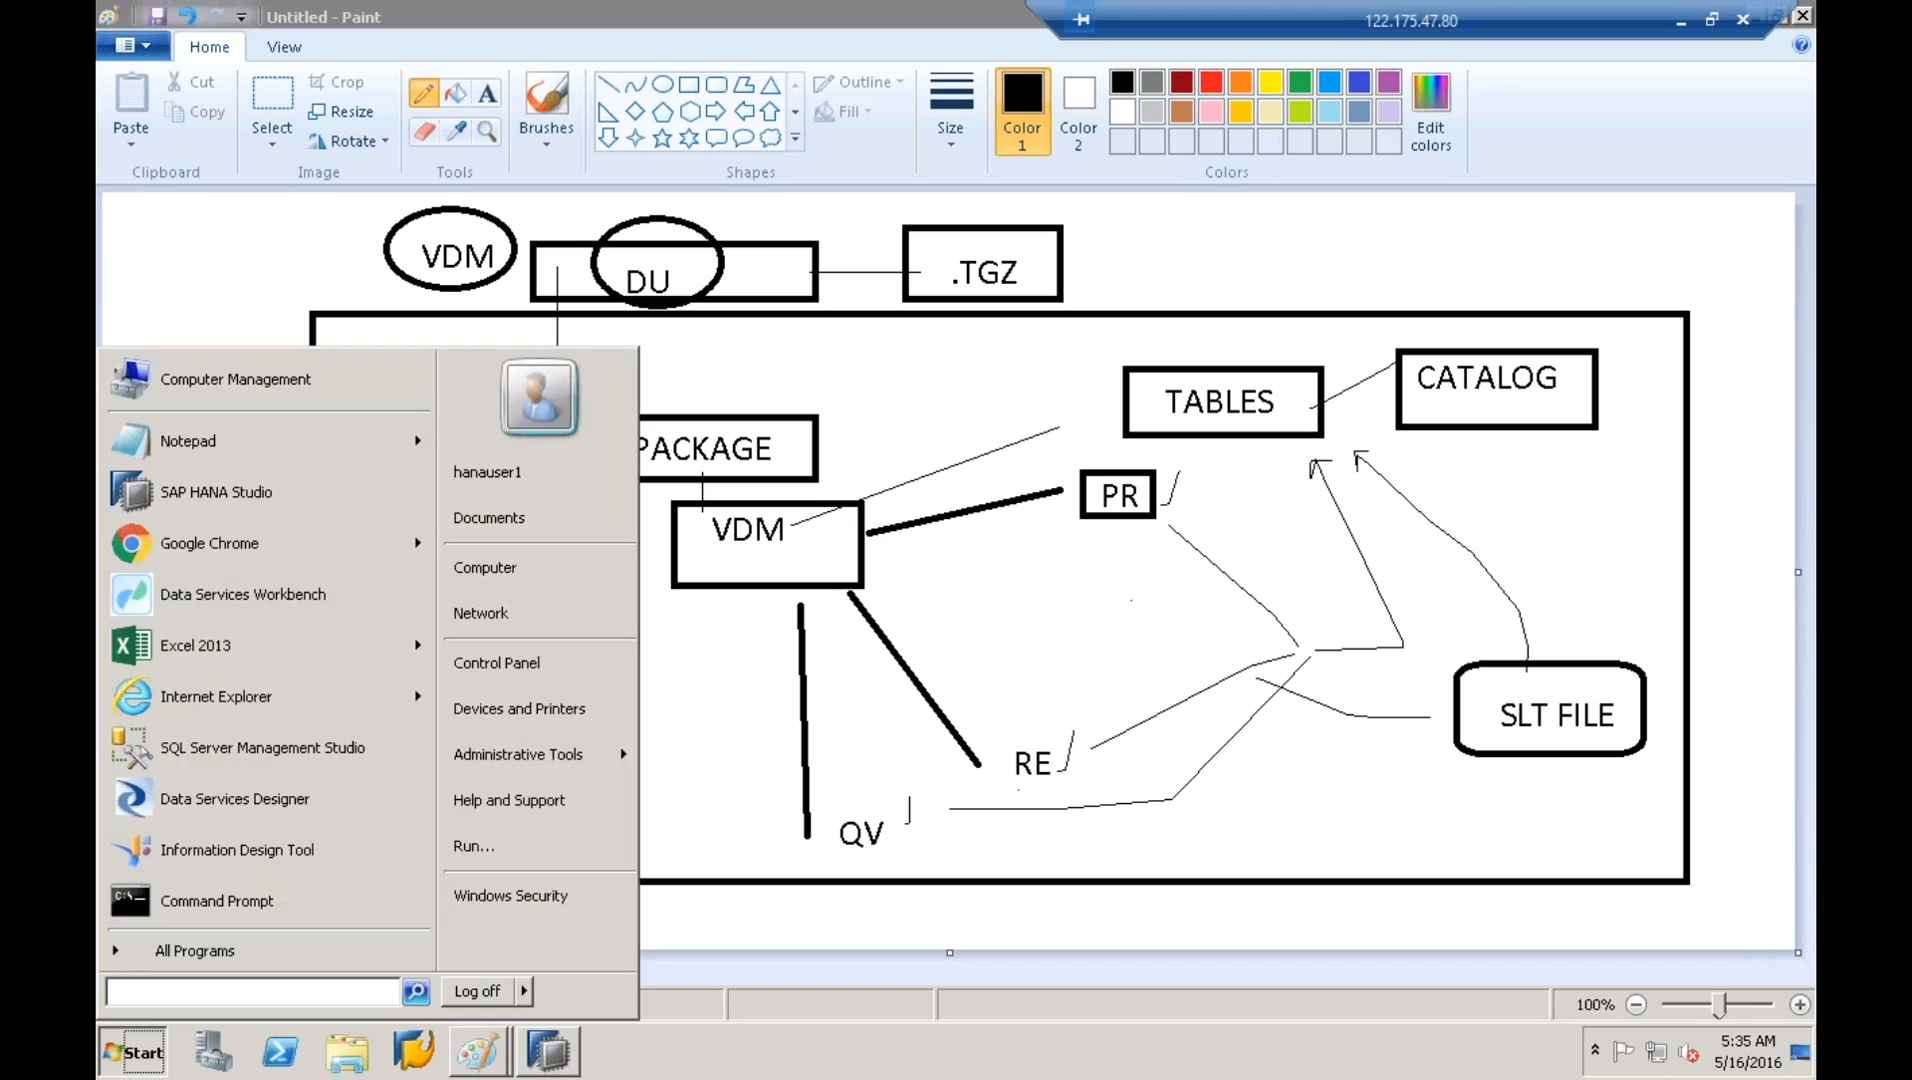 Untitled - Paint
122.175.47.80
Home
View
Paste
Cut
Copy
Clipboard
Select
Crop
Resize
Rotate
Image
Tools
Brushes
Outline
Fill
Shapes
Size
Color
1
Color
2
Edit
colors
Colors
VDM
DU
.TGZ
TABLES
CATALOG
PACKAGE
PR
VDM
SLT FILE
RE
QV
Computer Management
Notepad
SAP HANA Studio
Google Chrome
Data Services Workbench
Excel 2013
Internet Explorer
SQL Server Management Studio
Data Services Designer
Information Design Tool
Command Prompt
All Programs
hanauser1
Documents
Computer
Network
Control Panel
Devices and Printers
Administrative Tools
Help and Support
Run...
Windows Security
Log off
100%
Start
5:35 AM
5/16/2016